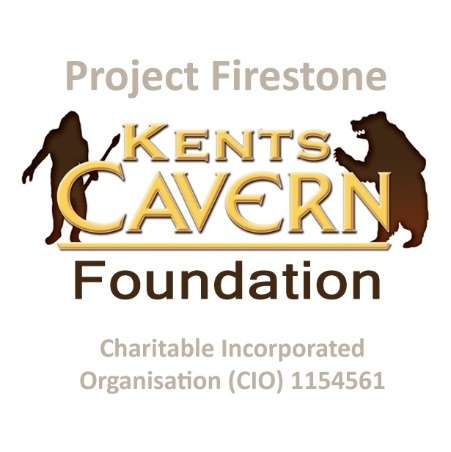 Project Firestone
KENTS
CAVERN
Foundation
Charitable Incorporated
Organisation (CIO) 1154561